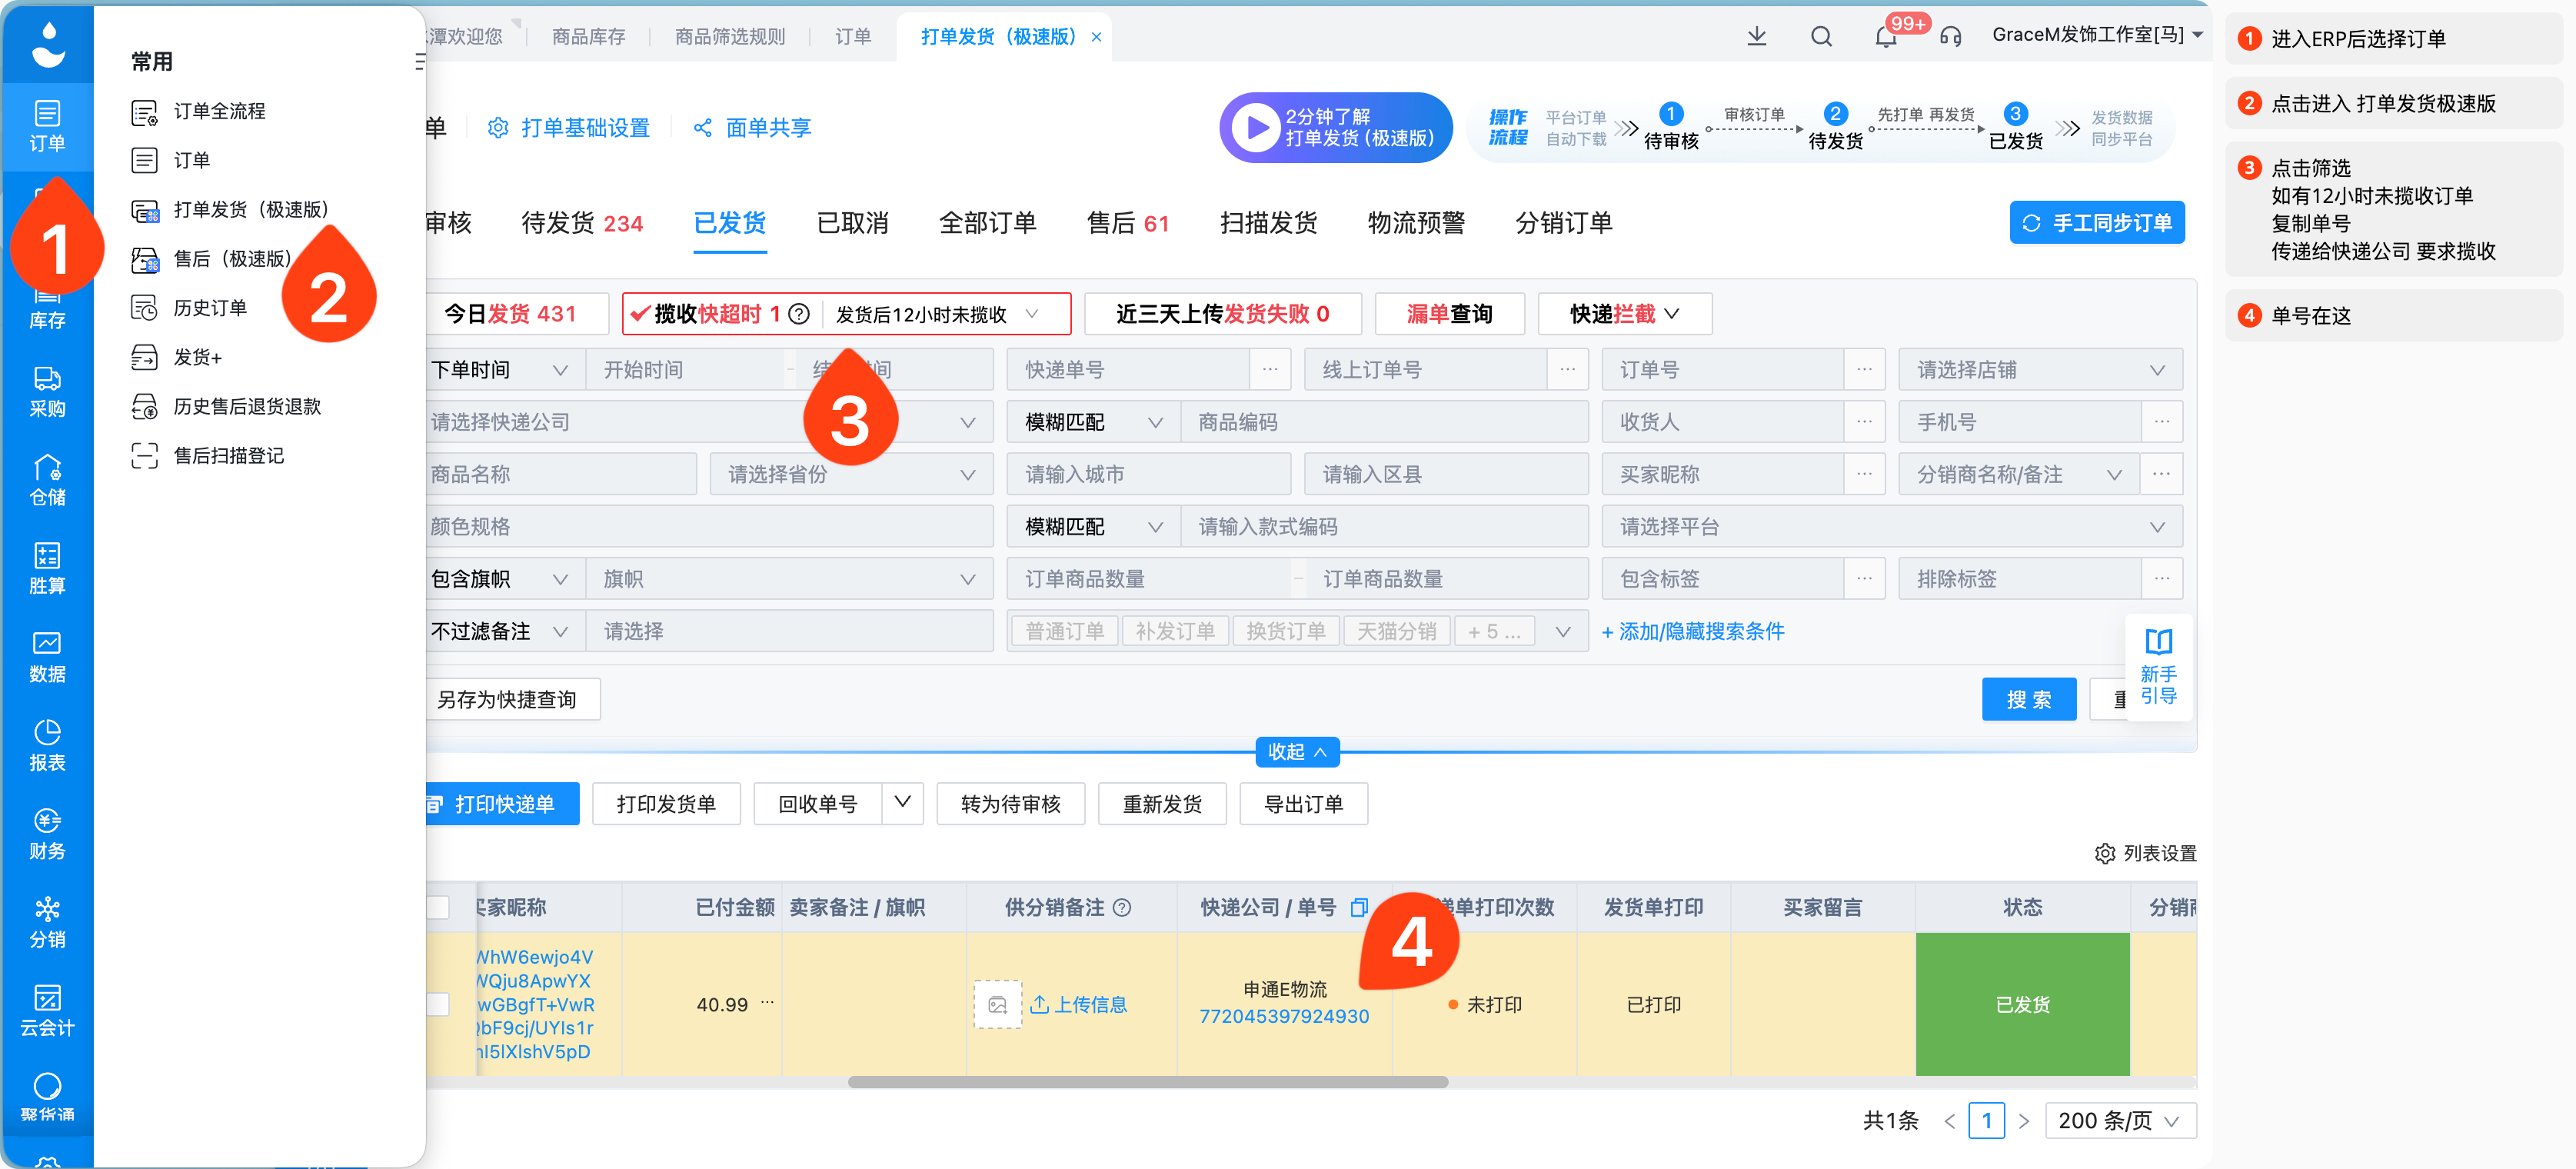 潭欢迎您
商品库存
商品筛选规则
订单
打单发货（极速版）
99+
GraceM发饰工作室[马]
订单
库存
采购
仓储
胜算
数据
报表
财务
分销
云会计
聚货通
常用
订单全流程
订单
打单发货（极速版）
售后（极速版）
历史订单
发货+
历史售后退货退款
售后扫描登记
1
2
3
4
单
打单基础设置
面单共享
2分钟了解
打单发货 (极速版)
操作
流程
平台订单
自动下载
1
待审核
审核订单
2
待发货
先打单 再发货
3
已发货
发货数据
同步平台
审核
待发货 234
已发货
已取消
全部订单
售后 61
扫描发货
物流预警
分销订单
手工同步订单
今日发货 431
揽收快超时 1
发货后12小时未揽收
近三天上传发货失败 0
漏单查询
快递拦截
下单时间
开始时间
间
快递单号
线上订单号
订单号
请选择店铺
请选择快递公司
模糊匹配
商品编码
收货人
手机号
商品名称
请选择省份
请输入城市
请输入区县
买家昵称
分销商名称/备注
颜色规格
模糊匹配
请输入款式编码
请选择平台
包含旗帜
旗帜
订单商品数量
订单商品数量
包含标签
排除标签
不过滤备注
请选择
普通订单
补发订单
换货订单
天猫分销
+ 5 ...
+ 添加/隐藏搜索条件
另存为快捷查询
搜 索
新手
引导
收起
打印快递单
打印发货单
回收单号
转为待审核
重新发货
导出订单
列表设置
买家昵称
已付金额
卖家备注 / 旗帜
供分销备注
快递公司 / 单号
单打印次数
发货单打印
买家留言
状态
分销
WhW6ewjo4V
WQju8ApwYX
wGBgfT+VwR
bF9cj/UYIs1r
nI5lXlshV5pD
40.99 ...
上传信息
申通E物流
772045397924930
未打印
已打印
已发货
共1条
1
200 条/页
1 进入ERP后选择订单
2 点击进入 打单发货极速版
3 点击筛选
如有12小时未揽收订单
复制单号
传递给快递公司 要求揽收
4 单号在这